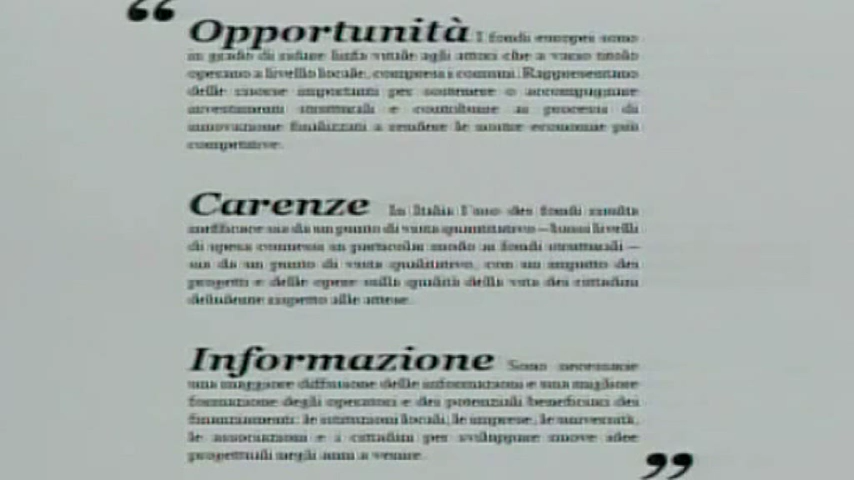 “ Opportunità I fondi europei sono
in grado di ridare linfa vitale agli attori che a vario titolo
operano a livello locale, compresi i comuni. Rappresentano
delle risorse importanti per sostenere o accompagnare
investimenti strutturali e contribuire ai processi di
innovazione finalizzati a rendere le nostre economie più
competitive.
Carenze In Italia l'uso dei fondi risulta
inefficace sia da un punto di vista quantitativo – bassi livelli
di spesa connessa in particolar modo ai fondi strutturali –
sia da un punto di vista qualitativo, con un impatto dei
progetti e delle opere sulla qualità della vita dei cittadini
deludente rispetto alle attese.
Informazione Sono necessarie
una maggiore diffusione delle informazioni e una migliore
formazione degli operatori e dei potenziali beneficiari dei
finanziamenti: le istituzioni locali, le imprese, le università,
le associazioni e i cittadini per sviluppare nuove idee
progettuali negli anni a venire. ”